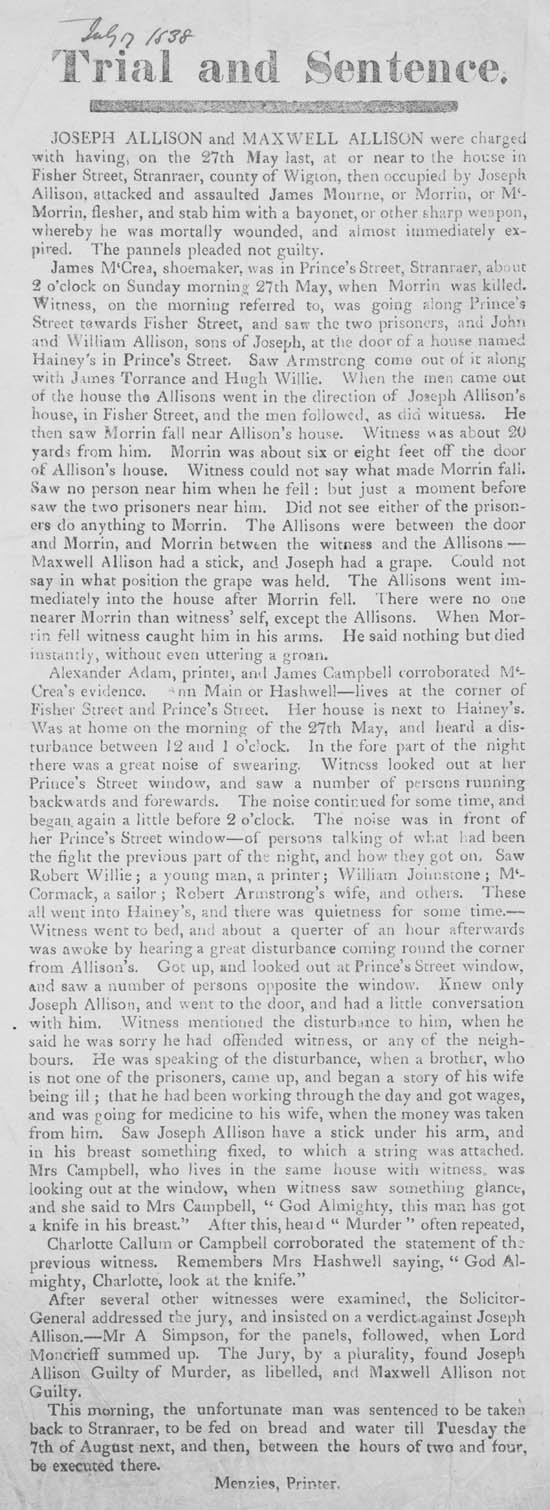 July 17 1838
Trial and Sentence.
JOSEPH ALLISON and MAXWELL ALLISON were charged
with having, on the 27th May last, at or near to the house in
Fisher Street, Stranraer, county of Wigton, then occupied by Joseph
Allison, attacked and assaulted James Mourne, or Morrin, or M'-
Morrin, flesher, and stab him with a bayonet, or other sharp weapon,
whereby he was mortally wounded, and almost immediately ex-
pired. The pannels pleaded not guilty.
James M'Crea, shoemaker, was in Prince's Street, Stranraer, about
2 o'clock on Sunday morning 27th May, when Morrin was killed.
Witness, on the morning referred to, was going along Prince's
Street towards Fisher Street, and saw the two prisoners, and John
and William Allison, sons of Joseph, at the door of a house named
Hainey's in Prince's Street. Saw Armstrong come out of it along
with James Torrance and Hugh Willie. When the men came out
of the house the Allisons went in the direction of Joseph Allison's
house, in Fisher Street, and the men followed, as did wituess. He
then saw Morrin fall near Allison's house. Witness was about 20
yards from him. Morrin was about six or eight feet off the door
of Allison's house. Witness could not say what made Morrin fall.
Saw no person near him when he fell: but just a moment before
saw the two prisoners near him. Did not see either of the prison-
ers do anything to Morrin. The Allisons were between the door
and Morrin, and Morrin between the witness and the Allisons —
Maxwell Allison had a stick, and Joseph had a grape. Could not
say in what position the grape was held. The Allisons went im-
mediately into the house after Morrin fell. There were no one
nearer Morrin than witness' self, except the Allisons. When Mor-
rin fell witness caught him in his arms. He said nothing but died
instantly, without even uttering a groan.
Alexander Adam, printer, and James Campbell corroborated M'-
Crea's evidence. Ann Main or Hashwell—lives at the corner of
Fisher Street and Prince's Street. Her house is next to Hainey's.
Was at home on the morning of the 27th May, and heard a dis-
turbance between 12 and 1 o'clock. In the fore part of the night
there was a great noise of swearing. Witness looked out at her
Prince's Street window, and saw a number of persons running
backwards and forewards. The noise continued for some time, and
began again a little before 2 o'clock. The noise was in front of
her Prince's Street window—of persons talking of what had been
the fight the previous part of the night, and how they got on. Saw
Robert Willie; a young man, a printer; William Johnstone; M'-
Cormack, a sailor; Robert Armstrong's wife, and others. These
all went into Hainey's, and there was quietness for some time.—
Witness went to bed, and about a querter of an hour afterwards
was awoke by hearing a great disturbance coming round the corner
from Allison's. Got up, and looked out at Prince's Street window,
and saw a number of persons opposite the window. Knew only
Joseph Allison, and went to the door, and had a little conversation
with him. Witness mentioned the disturbance to him, when he
said he was sorry he had offended witness, or any of the neigh-
bours. He was speaking of the disturbance, when a brother, who
is not one of the prisoners, came up, and began a story of his wife
being ill; that he had been working through the day and got wages,
and was going for medicine to his wife, when the money was taken
from him. Saw Joseph Allison have a stick under his arm, and
in his breast something fixed, to which a string was attached.
Mrs Campbell, who lives in the same house with witness, was
looking out at the window, when witness saw something glance,
and she said to Mrs Campbell, "God Almighty, this man has got
a knife in his breast." After this, heard "Murder" often repeated,
Charlotte Callum or Campbell corroborated the statement of the
previous witness. Remembers Mrs Hashwell saying, "God Al-
mighty, Charlotte, look at the knife."
After several other witnesses were examined, the Solicitor-
General addressed the jury, and insisted on a verdict against Joseph
Allison.—Mr A Simpson, for the panels, followed, when Lord
Moncrieff summed up. The Jury, by a plurality, found Joseph
Allison Guilty of Murder, as libelled, and Maxwell Allison not
Guilty.
This morning, the unfortunate man was sentenced to be taken
back to Stranraer, to be fed on bread and water till Tuesday the
7th of August next, and then, between the hours of two and four,
be executed there.
Menzies, Printer.